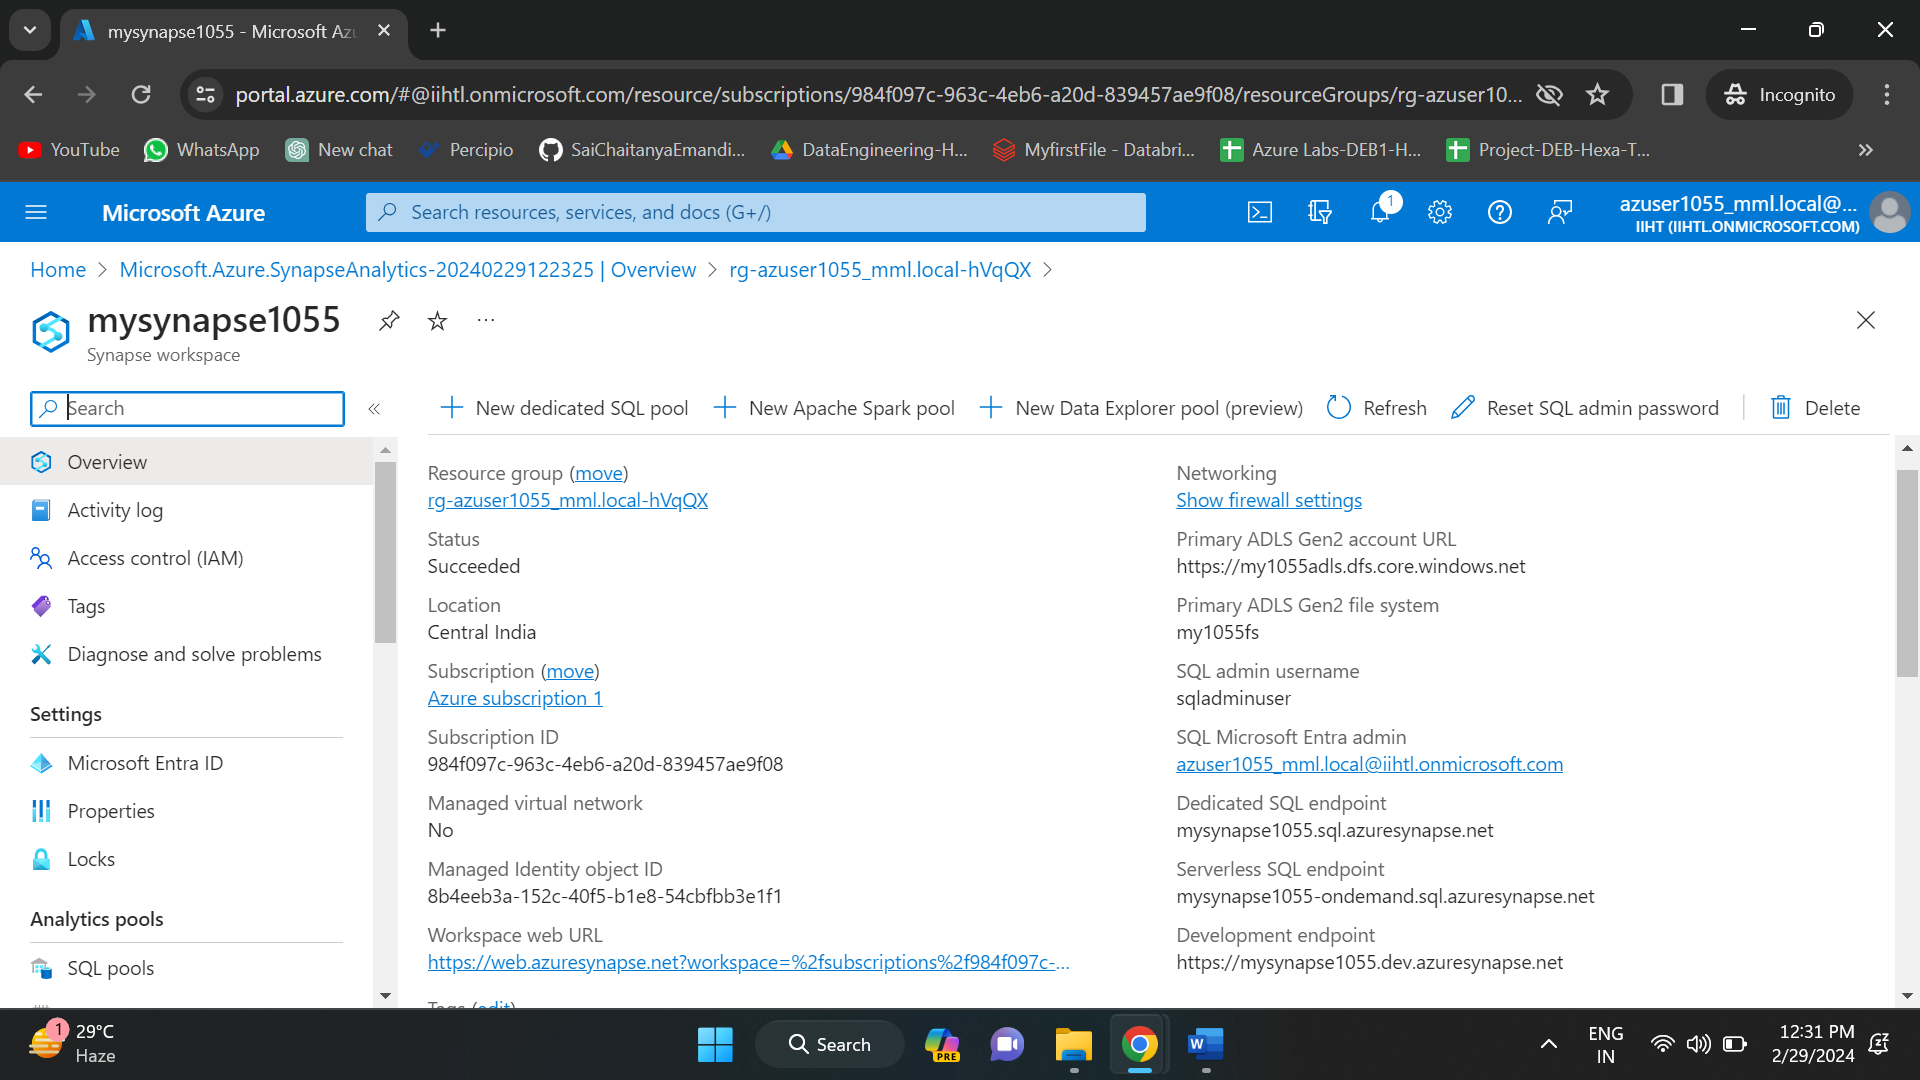 mysynapse1055 - Microsoft Azu
portal.azure.com/#@iihtl.onmicrosoft.com/resource/subscriptions/984f097c-963c-4eb6-a20d-839457ae9f08/resourceGroups/rg-azuser10...
Incognito
YouTube
WhatsApp
New chat
Percipio
SaiChaitanyaEmandi...
DataEngineering-H...
MyfirstFile - Databri...
Azure Labs-DEB1-H...
Project-DEB-Hexa-T...
Microsoft Azure
Search resources, services, and docs (G+/)
1
azuser1055_mml.local@...
IIHT (IIHTL.ONMICROSOFT.COM)
Home > Microsoft.Azure.SynapseAnalytics-20240229122325 | Overview > rg-azuser1055_mml.local-hVqQX >
mysynapse1055
Synapse workspace
Search
New dedicated SQL pool
New Apache Spark pool
New Data Explorer pool (preview)
Refresh
Reset SQL admin password
Delete
Overview
Activity log
Access control (IAM)
Tags
Diagnose and solve problems
Settings
Microsoft Entra ID
Properties
Locks
Analytics pools
SQL pools
Resource group (move)
rg-azuser1055_mml.local-hVqQX
Status
Succeeded
Location
Central India
Subscription (move)
Azure subscription 1
Subscription ID
984f097c-963c-4eb6-a20d-839457ae9f08
Managed virtual network
No
Managed Identity object ID
8b4eeb3a-152c-40f5-b1e8-54cbfbb3e1f1
Workspace web URL
https://web.azuresynapse.net?workspace=%2fsubscriptions%2f984f097c-...
Tags (edit)
Networking
Show firewall settings
Primary ADLS Gen2 account URL
https://my1055adls.dfs.core.windows.net
Primary ADLS Gen2 file system
my1055fs
SQL admin username
sqladminuser
SQL Microsoft Entra admin
azuser1055_mml.local@iihtl.onmicrosoft.com
Dedicated SQL endpoint
mysynapse1055.sql.azuresynapse.net
Serverless SQL endpoint
mysynapse1055-ondemand.sql.azuresynapse.net
Development endpoint
https://mysynapse1055.dev.azuresynapse.net
1
29°C
Haze
Search
PRE
W
ENG
IN
12:31 PM
2/29/2024